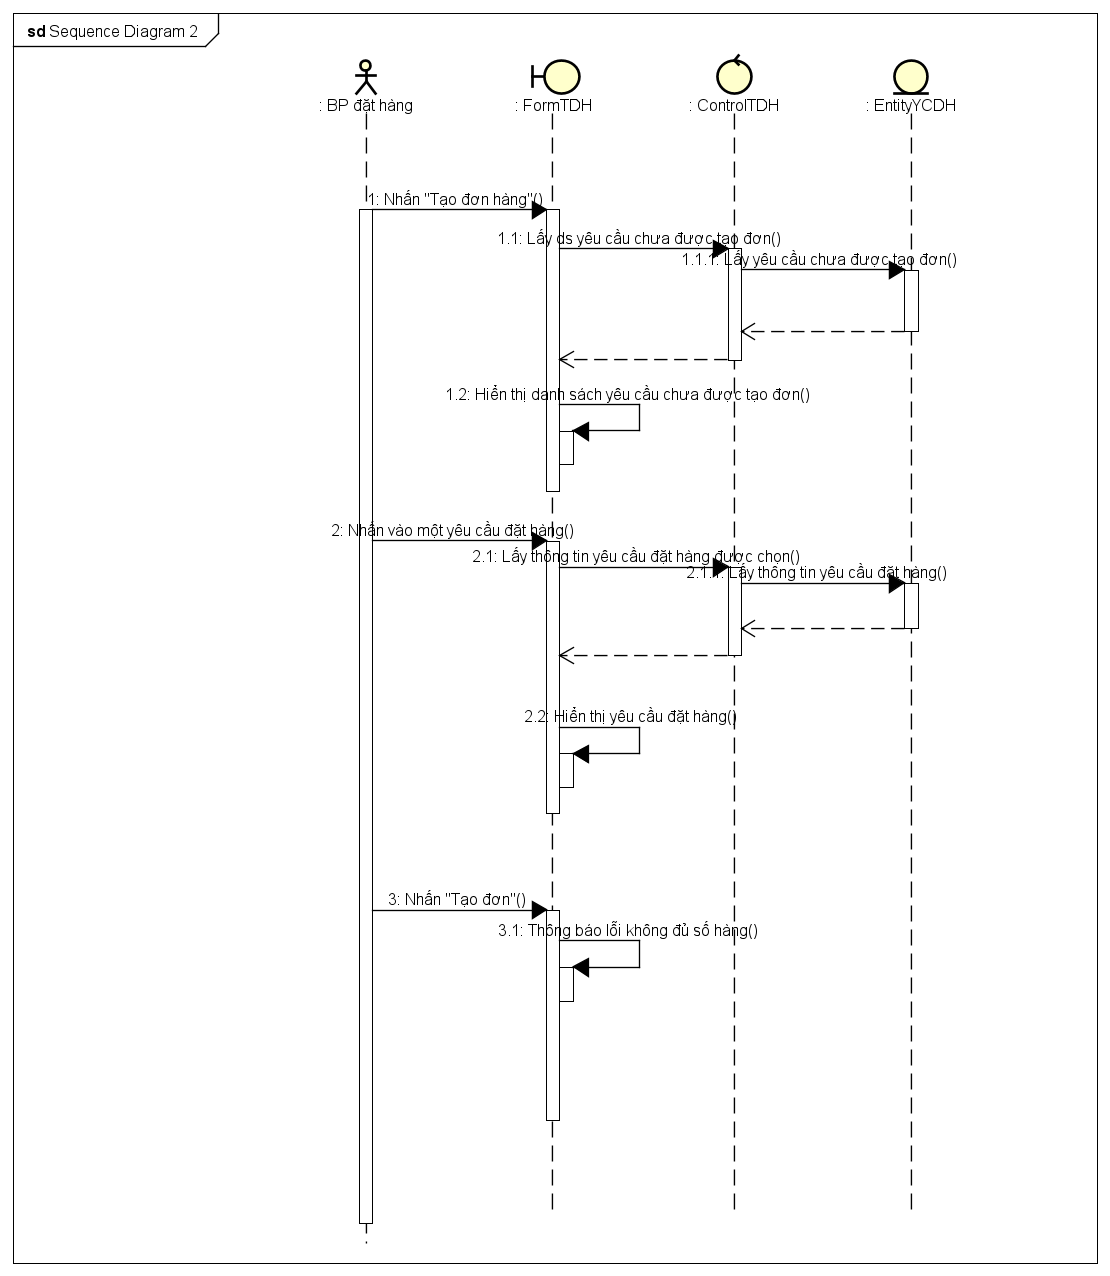 sd Sequence Diagram 2
: BP đặt hàng
: FormTDH
: ControlTDH
: EntityYCDH
1: Nhấn "Tạo đơn hàng"()
1.1: Lấy ds yêu cầu chưa được tạo đơn()
1.1.1: Lấy yêu cầu chưa được tạo đơn()
1.2: Hiển thị danh sách yêu cầu chưa được tạo đơn()
2: Nhấn vào một yêu cầu đặt hàng()
2.1: Lấy thông tin yêu cầu đặt hàng được chọn()
2.1.1: Lấy thông tin yêu cầu đặt hàng()
2.2: Hiển thị yêu cầu đặt hàng()
3: Nhấn "Tạo đơn"()
3.1: Thông báo lỗi không đủ số hàng()